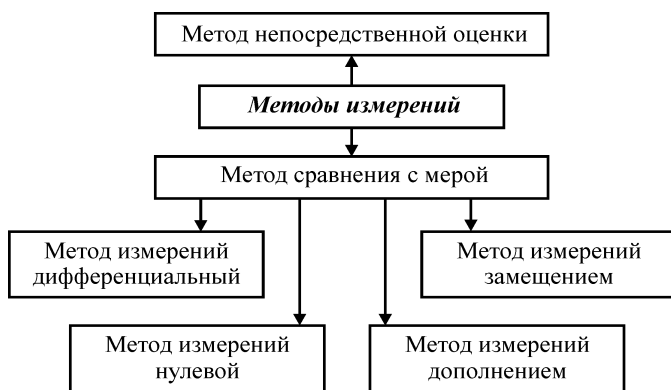 Метод непосредственной оценки
Методы измерений
Метод сравнения с мерой
Метод измерений
дифференциальный
Метод измерений
замещением
Метод измерений
нулевой
Метод измерений
дополнением